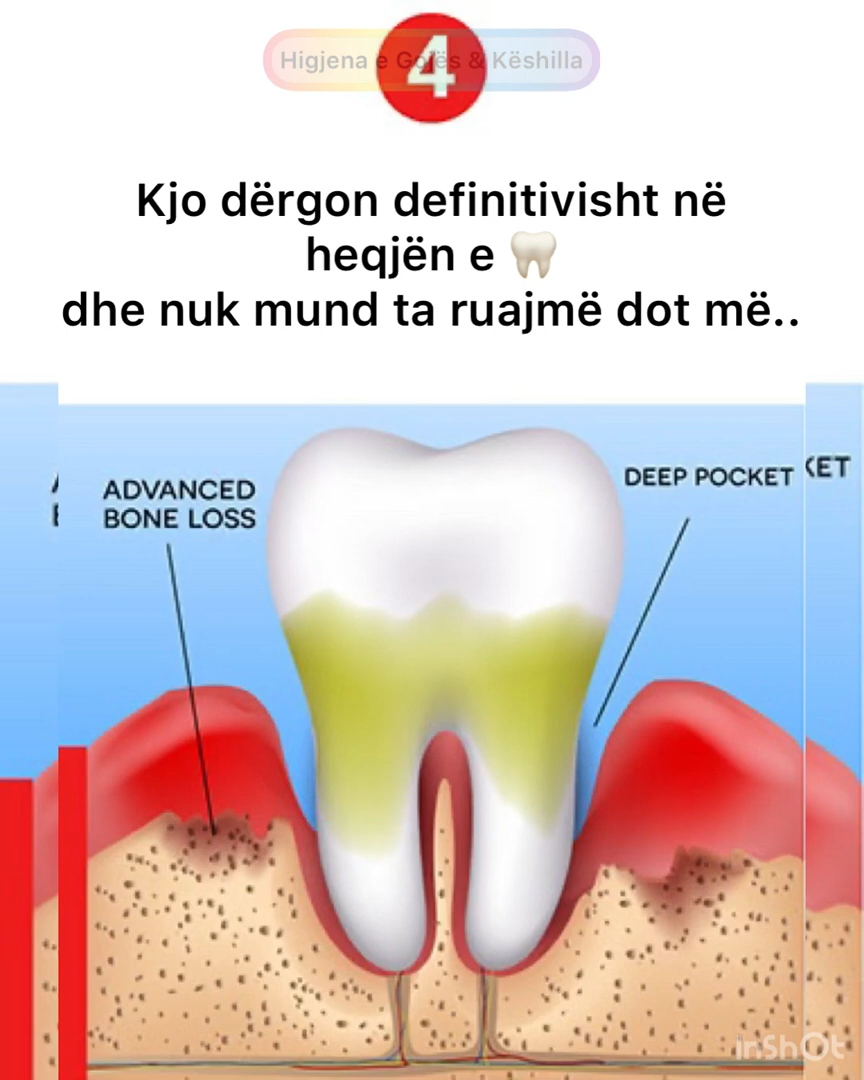 Higjena e Gojës & Këshilla
4
Kjo dërgon definitivisht në
heqjën e 🦷
dhe nuk mund ta ruajmë dot më..
ADVANCED
BONE LOSS
DEEP POCKET
KET
InShOt